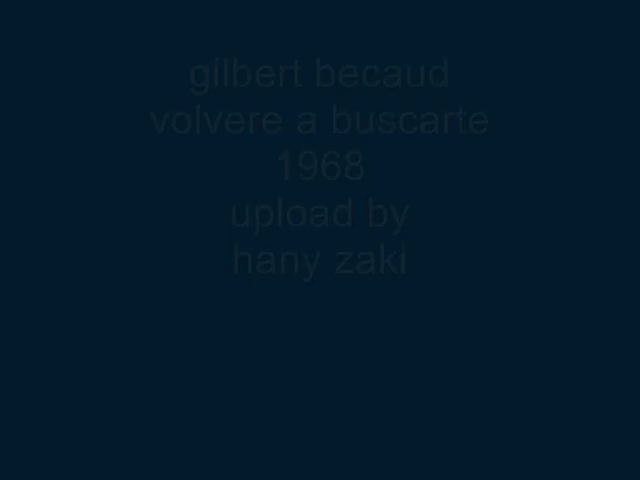 gilbert becaud
volvere a buscarte
1968
upload by
hany zaki